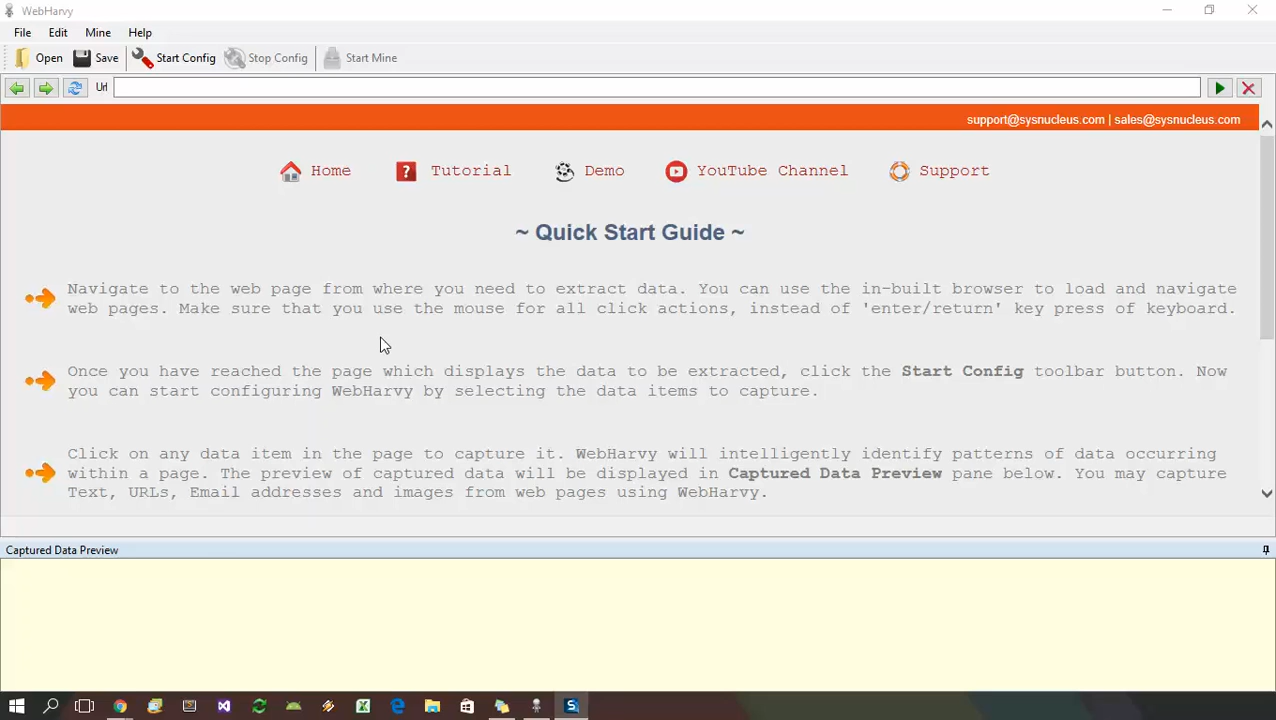 WebHarvy
File Edit Mine Help
Open Save Start Config Stop Config Start Mine
Url
support@sysnucleus.com | sales@sysnucleus.com
Home Tutorial Demo YouTube Channel Support
~ Quick Start Guide ~
Navigate to the web page from where you need to extract data. You can use the in-built browser to load and navigate
web pages. Make sure that you use the mouse for all click actions, instead of 'enter/return' key press of keyboard.
Once you have reached the page which displays the data to be extracted, click the Start Config toolbar button. Now
you can start configuring WebHarvy by selecting the data items to capture.
Click on any data item in the page to capture it. WebHarvy will intelligently identify patterns of data occurring
within a page. The preview of captured data will be displayed in Captured Data Preview pane below. You may capture
Text, URLs, Email addresses and images from web pages using WebHarvy.
Captured Data Preview